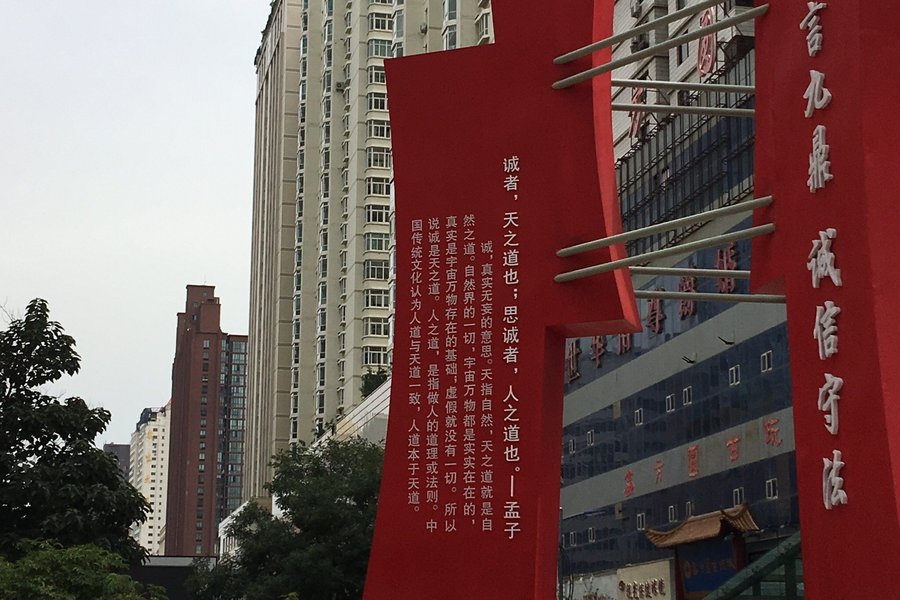 诚者，天之道也；思诚者，人之道也。——孟子
诚，真实无妄的意思。天指自然，天之道就是自
然之道。自然界的一切，宇宙万物都是实实在在的，
真实是宇宙万物存在的基础；虚假就没有一切。所以
说诚是天之道。人之道，是指做人的道理或法则。中
国传统文化认为人道与天道一致，人道本于天道。
言九鼎 诚信守法